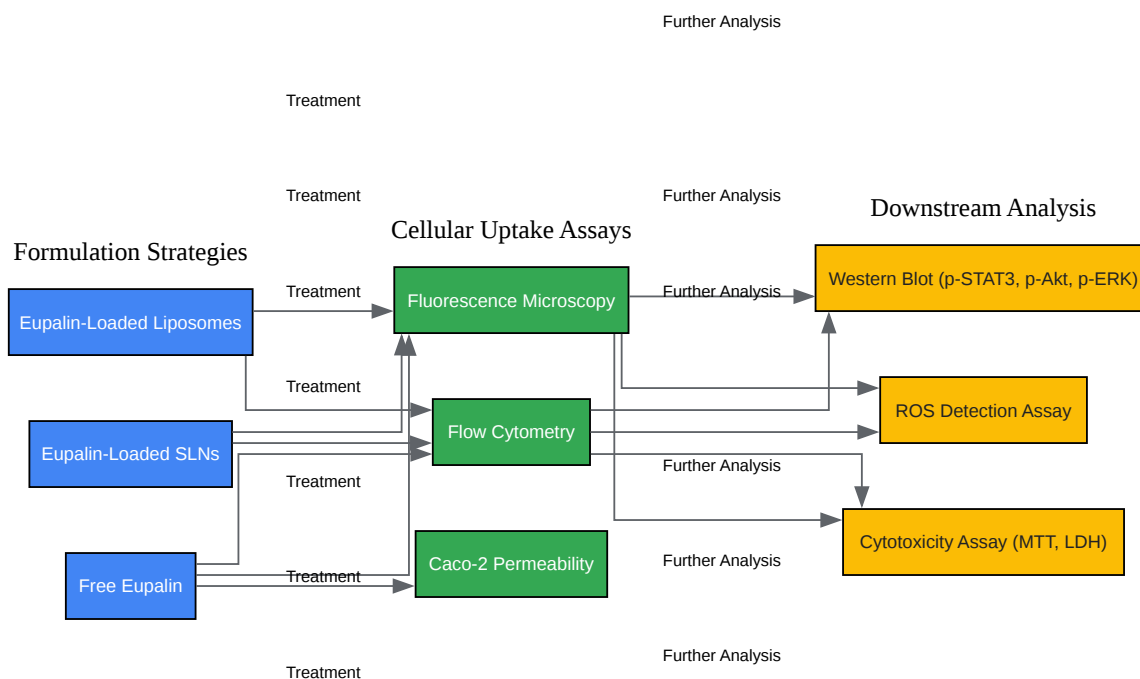 Further Analysis
Treatment
Treatment
Further Analysis
Downstream Analysis
Cellular Uptake Assays
Formulation Strategies
Western Blot (p-STAT3, p-Akt, p-ERK)
Treatment
Further Analysis
Fluorescence Microscopy
Eupalin-Loaded Liposomes
Treatment
ROS Detection Assay
Flow Cytometry
Eupalin-Loaded SLNs
Further Analysis
Treatment
Cytotoxicity Assay (MTT, LDH)
Further Analysis
Caco-2 Permeability
Treatment
Free Eupalin
Further Analysis
Treatment